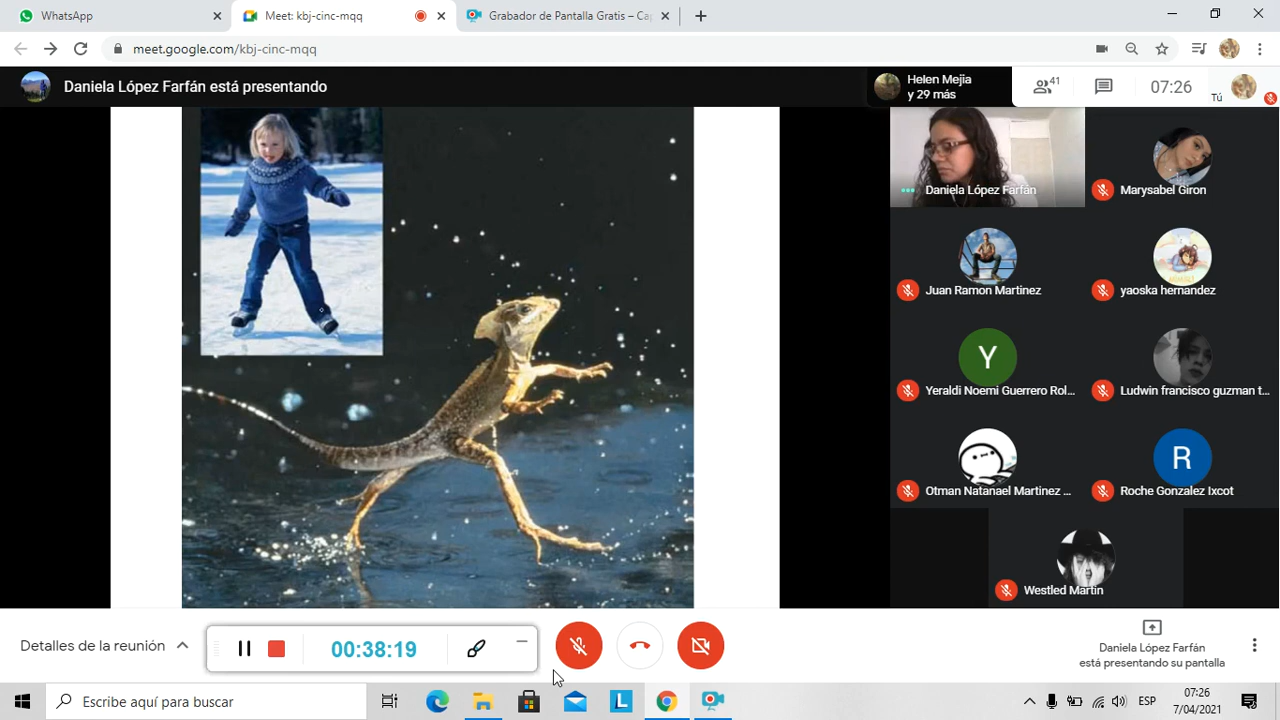 WhatsApp
Meet: kbj-cinc-mqq
Grabador de Pantalla Gratis – Ca
meet.google.com/kbj-cinc-mqq
Daniela López Farfán está presentando
Helen Mejia
y 29 más
41
07:26
Tú
Daniela López Farfán
Marysabel Giron
Juan Ramon Martinez
yaoska hernandez
Y
Yeraldi Noemi Guerrero Rol...
Ludwin francisco guzman t...
Otman Natanael Martinez ...
R
Roche Gonzalez Ixcot
Westled Martin
Detalles de la reunión
00:38:19
Daniela López Farfán
está presentando su pantalla
Escribe aquí para buscar
L
ESP
07:26
7/04/2021